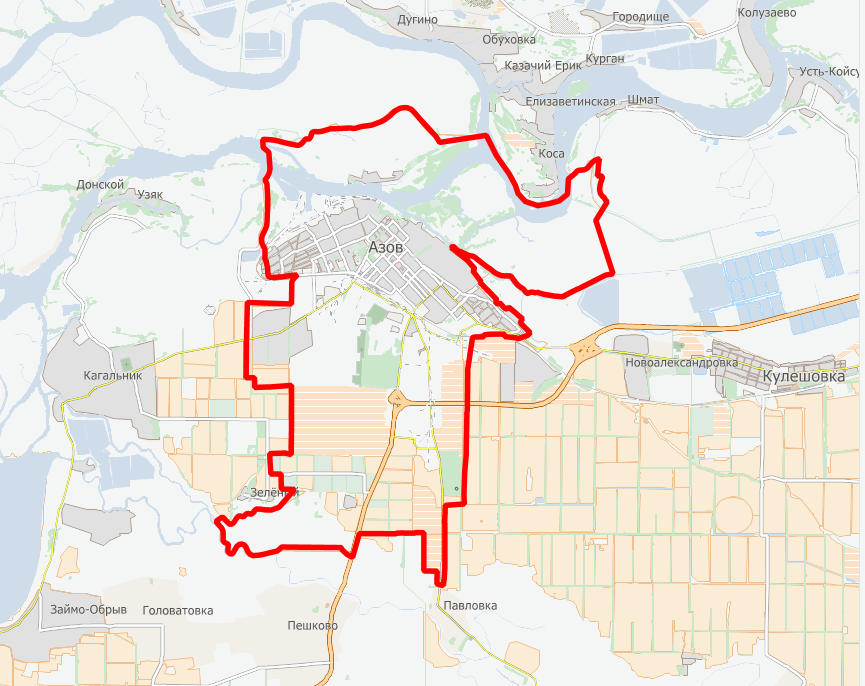 Дугино
Городище
Колузаево
Обуховка
Казачий Ерик
Курган
Усть-Койсу
Елизаветинская
Шмат
Коса
Донской
Узяк
Азов
Новоалександровка
Кагальник
Кулешовка
Зелёный
Займо-Обрыв
Головатовка
Павловка
Пешково